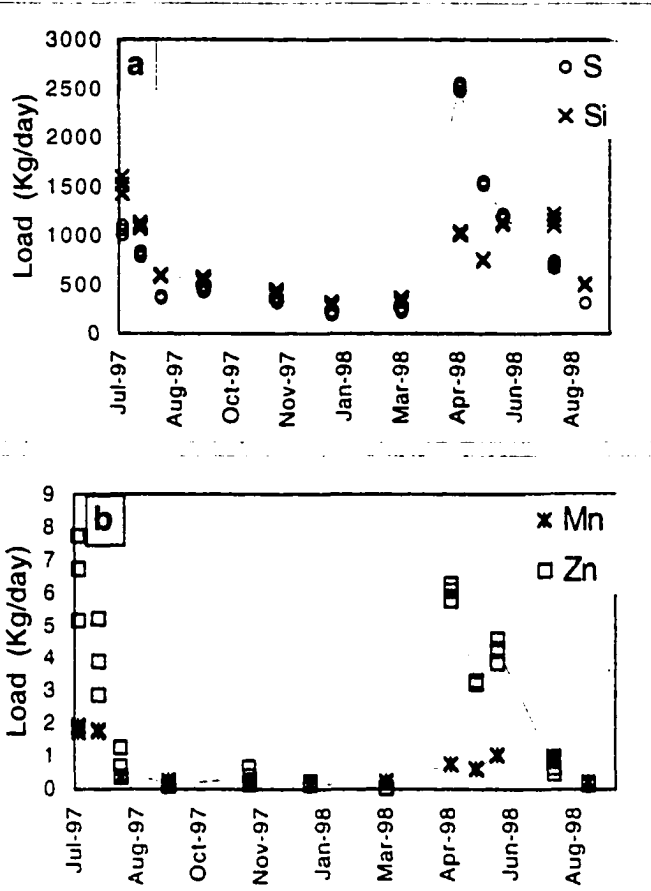 a
S
Si
Load (Kg/day)
3000
2500
2000
1500
1000
500
0
Jul-97
Aug-97
Oct-97
Nov-97
Jan-98
Mar-98
Apr-98
Jun-98
Aug-98
b
Mn
Zn
Load (Kg/day)
9
8
7
6
5
4
3
2
1
0
Jul-97
Aug-97
Oct-97
Nov-97
Jan-98
Mar-98
Apr-98
Jun-98
Aug-98